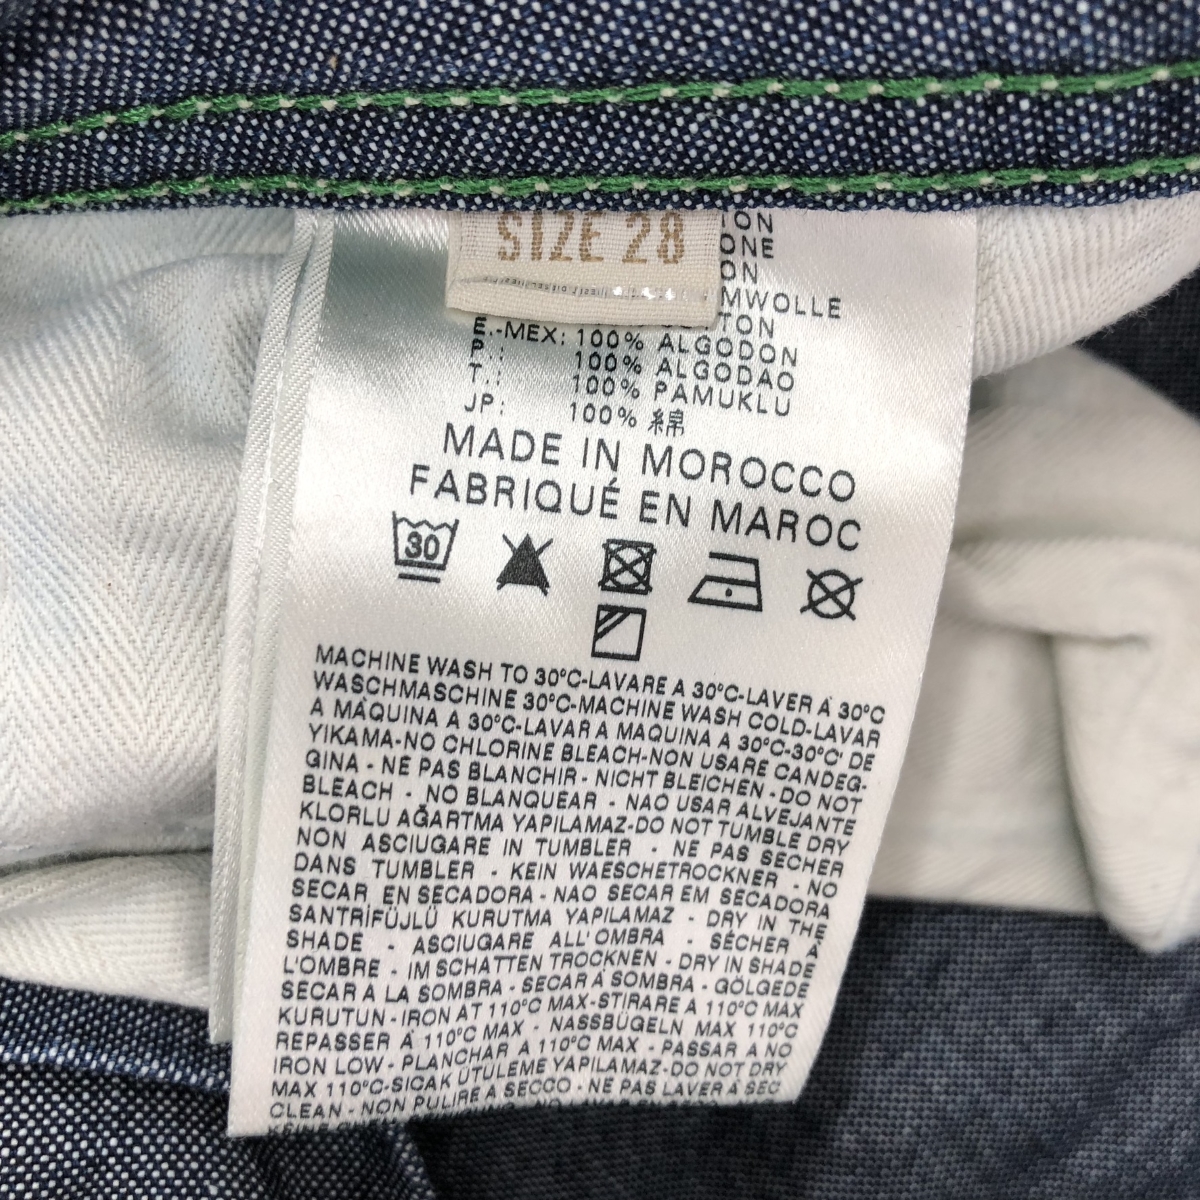 SIZE 28
ION
ONE
ON
MWOLLE
TON
E.-MEX: 100% ALGODON
P.: 100% ALGODAO
T.: 100% PAMUKLU
JP: 100% 綿
MADE IN MOROCCO
FABRIQUÉ EN MAROC
30
MACHINE WASH TO 30°C-LAVARE A 30°C-LAVER A 30°C
WASCHMASCHINE 30°C-MACHINE WASH COLD-LAVAR
A MÁQUINA A 30°C-LAVAR A MAQUINA A 30°C-30°C' DE
YIKAMA-NO CHLORINE BLEACH-NON USARE CANDEG-
GINA - NE PAS BLANCHIR - NICHT BLEICHEN - DO NOT
BLEACH - NO BLANQUEAR - NAO USAR ALVEJANTE
KLORLU AĞARTMA YAPILAMAZ-DO NOT TUMBLE DRY
NON ASCIUGARE IN TUMBLER - NE PAS SÉCHER
DANS TUMBLER - KEIN WAESCHETROCKNER - NO
SECAR EN SECADORA - NAO SECAR EM SECADORA
SANTRİFÜJLÜ KURUTMA YAPILAMAZ - DRY IN THE
SHADE - ASCIUGARE ALL'OMBRA - SÉCHER À
L'OMBRE - IM SCHATTEN TROCKNEN - DRY IN SHADE
SECAR A LA SOMBRA - SECAR Á SOMBRA - GÖLGEDE
KURUTUN - IRON AT 110°C MAX-STIRARE A 110°C MAX
REPASSER Á 110°C MAX - NASSBÜGELN MAX 110°C
IRON LOW - PLANCHAR A 110°C MAX - PASSAR A NO
MAX 110°C-SICAK ÜTÜLEME YAPILAMAZ-DO NOT DRY
CLEAN - NON PULIRE A SECCO - NE PAS LAVER Á SEC